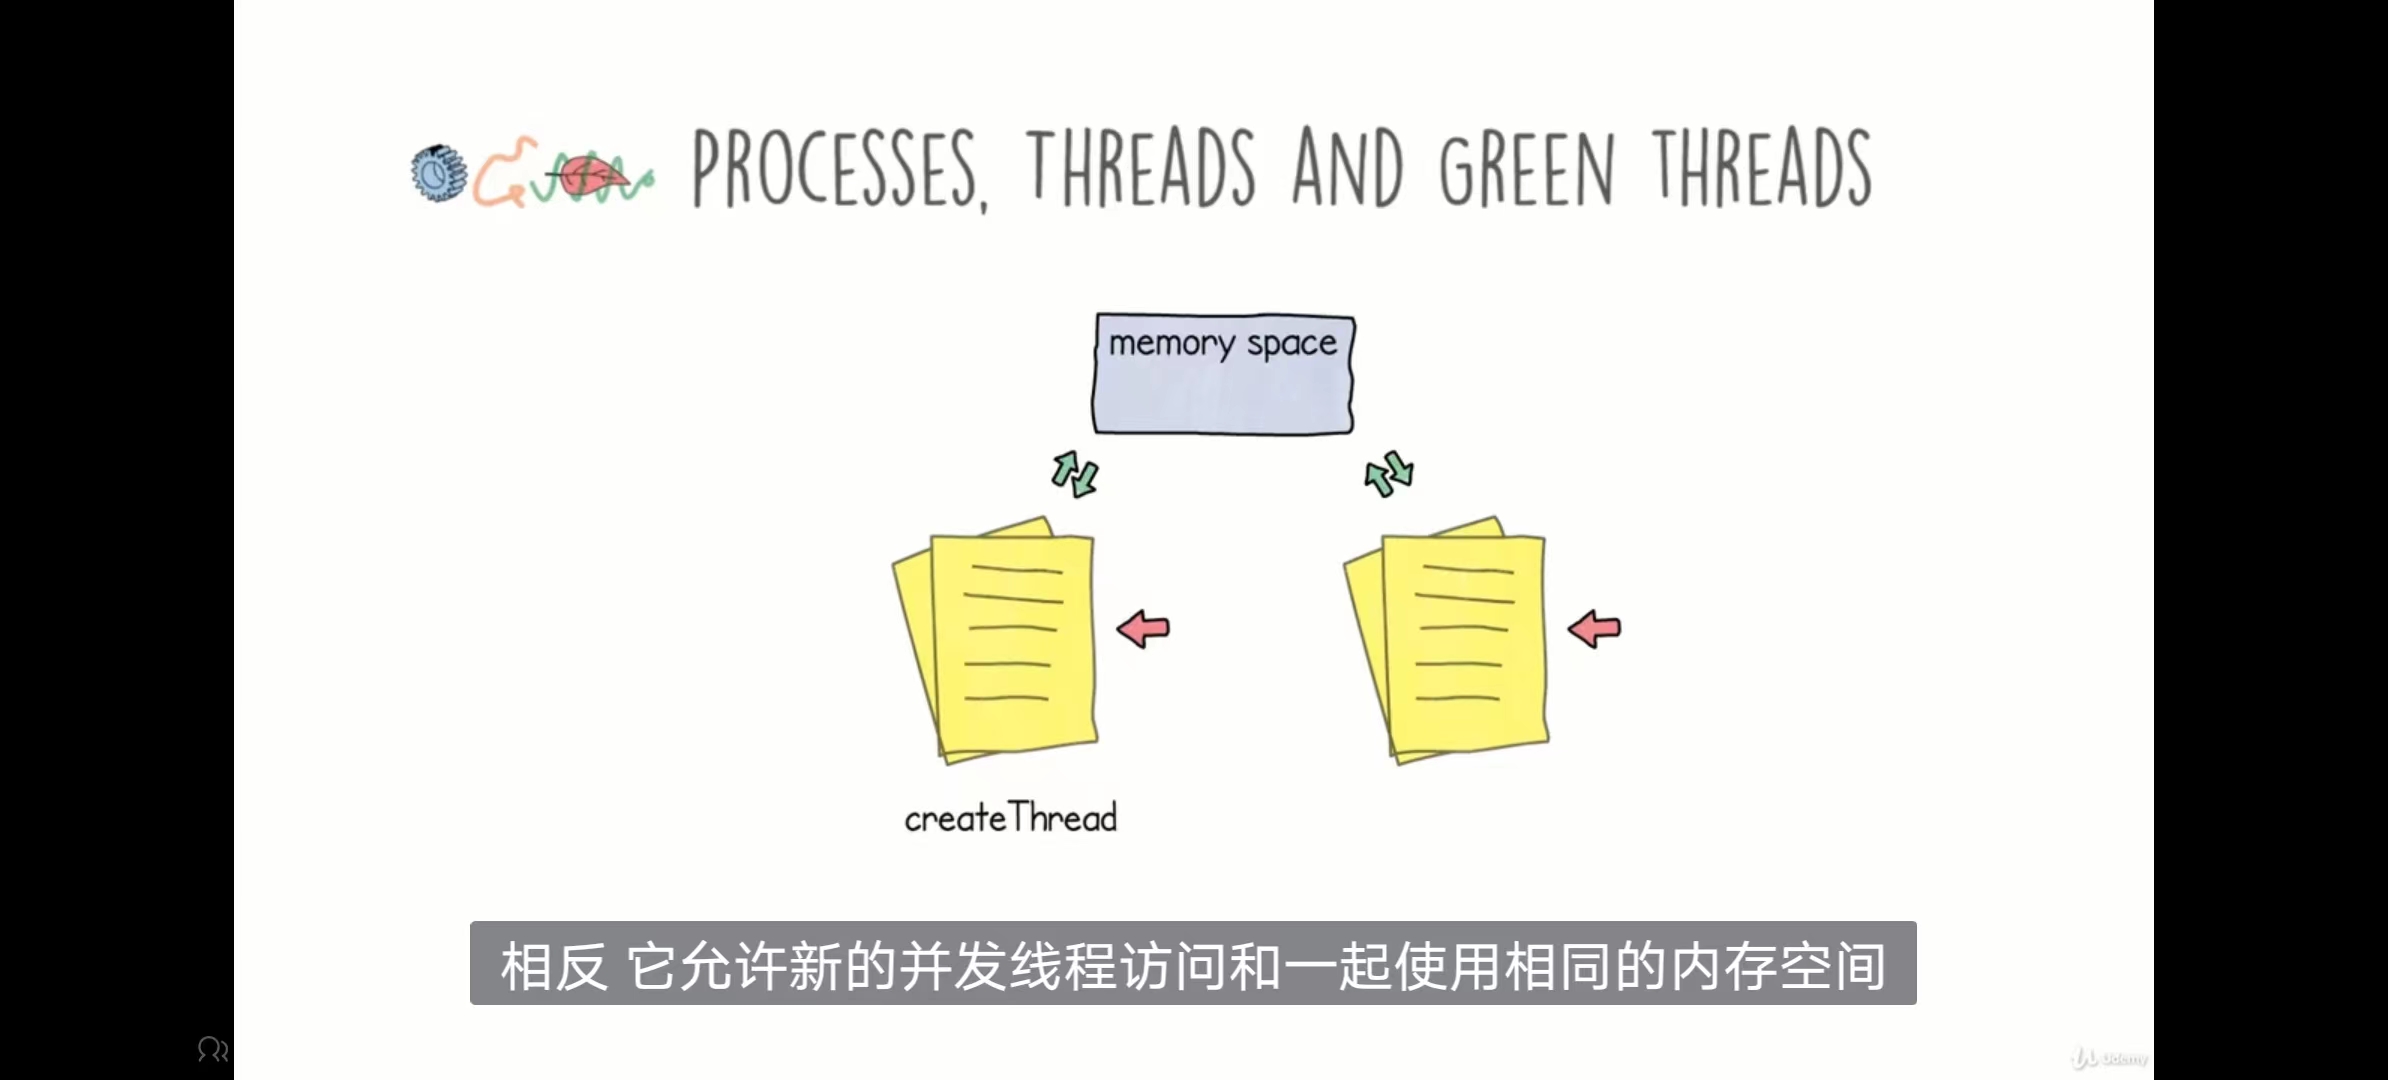 PROCESSES, THREADS AND GREEN THREADS
memory space
createThread
相反 它允许新的并发线程访问和一起使用相同的内存空间
Udemy